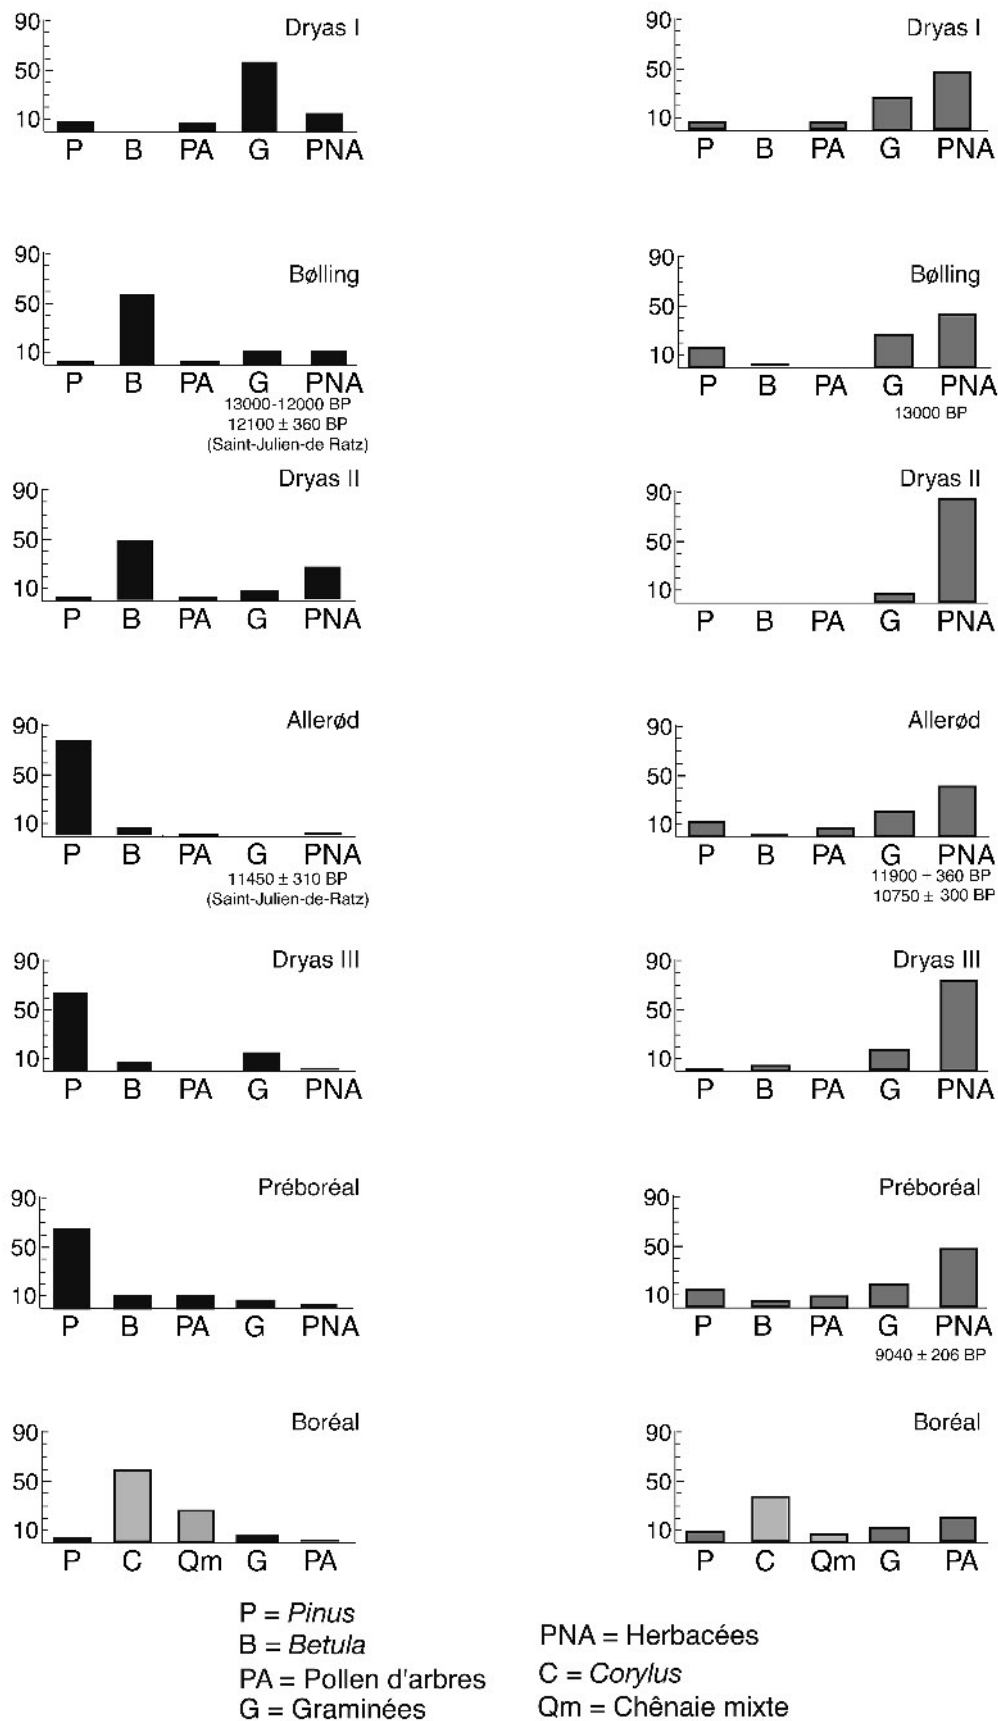 90 Dryas I
50
10
P B PA G PNA
90 Dryas I
50
10
P B PA G PNA
90 Bølling
50
10
P B PA G PNA
13000-12000 BP
12100 ± 360 BP
(Saint-Julien-de Ratz)
90 Bølling
50
10
P B PA G PNA
13000 BP
90 Dryas II
50
10
P B PA G PNA
90 Dryas II
50
10
P B PA G PNA
90 Allerød
50
10
P B PA G PNA
11450 ± 310 BP
(Saint-Julien-de-Ratz)
90 Allerød
50
10
P B PA G PNA
11900 ÷ 360 BP
10750 ± 300 BP
90 Dryas III
50
10
P B PA G PNA
90 Dryas III
50
10
P B PA G PNA
90 Préboréal
50
10
P B PA G PNA
90 Préboréal
50
10
P B PA G PNA
9040 ± 206 BP
90 Boréal
50
10
P C Qm G PA
90 Boréal
50
10
P C Qm G PA
P = Pinus
B = Betula
PA = Pollen d'arbres
G = Graminées
PNA = Herbacées
C = Corylus
Qm = Chênaie mixte